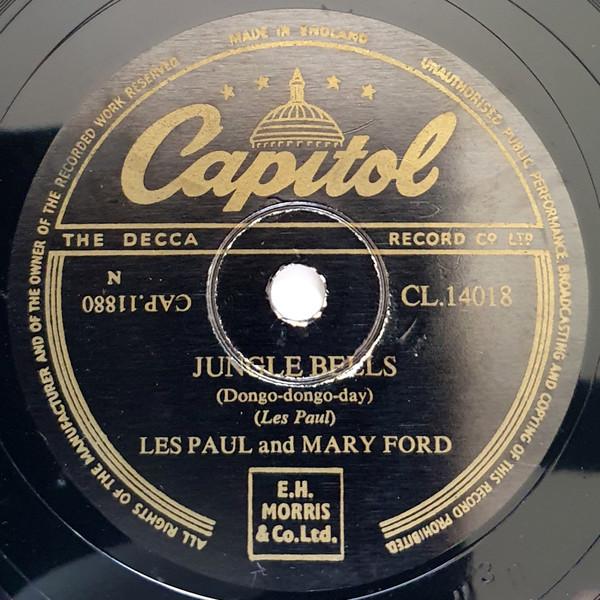 MADE IN ENGLAND
ALL RIGHTS OF THE MANUFACTURER AND OF THE OWNER OF THE RECORDED WORK RESERVED
UNAUTHORISED PUBLIC PERFORMANCE BROADCASTING AND COPYING OF THIS RECORD PROHIBITED
Capitol
THE DECCA RECORD CO LTD
N
CAP.11880
CL.14018
JUNGLE BELLS
(Dongo-dongo-day)
(Les Paul)
LES PAUL and MARY FORD
E.H.
MORRIS
& Co.Ltd.